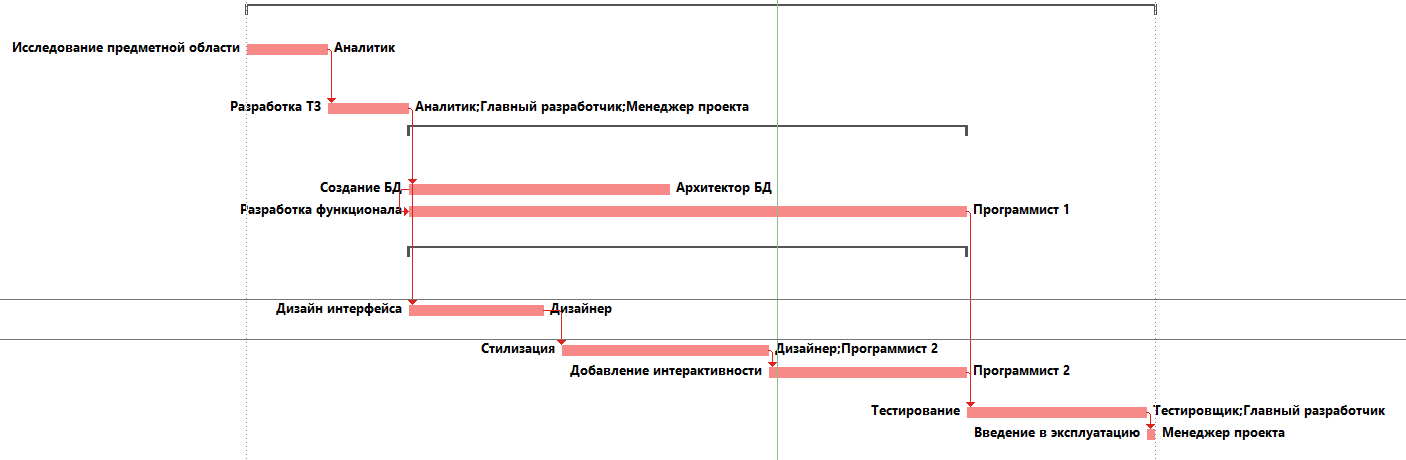 Исследование предметной области Аналитик
Разработка ТЗ Аналитик;Главный разработчик;Менеджер проекта
Создание БД Архитектор БД
Разработка функционала Программист 1
Дизайн интерфейса Дизайнер
Стилизация Дизайнер;Программист 2
Добавление интерактивности Программист 2
Тестирование Тестировщик;Главный разработчик
Введение в эксплуатацию Менеджер проекта